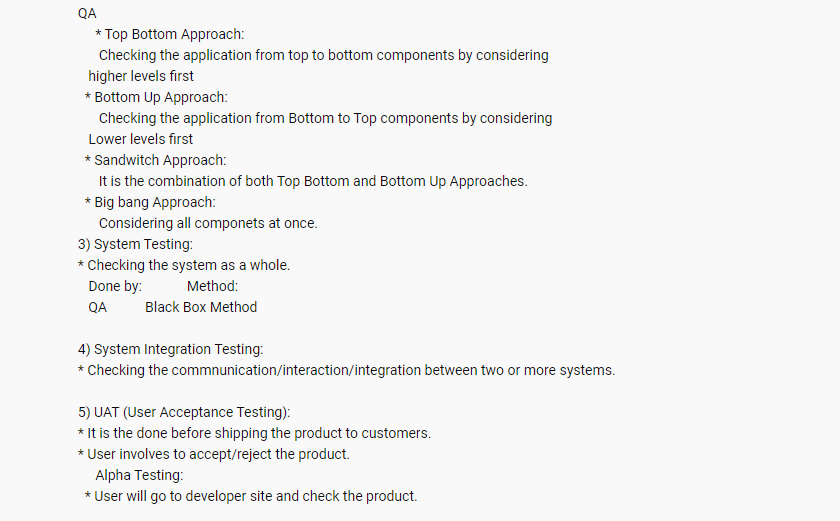 QA
* Top Bottom Approach:
Checking the application from top to bottom components by considering
higher levels first
* Bottom Up Approach:
Checking the application from Bottom to Top components by considering
Lower levels first
* Sandwitch Approach:
It is the combination of both Top Bottom and Bottom Up Approaches.
* Big bang Approach:
Considering all componets at once.
3) System Testing:
* Checking the system as a whole.
Done by: Method:
QA Black Box Method
4) System Integration Testing:
* Checking the commnunication/interaction/integration between two or more systems.
5) UAT (User Acceptance Testing):
* It is the done before shipping the product to customers.
* User involves to accept/reject the product.
Alpha Testing:
* User will go to developer site and check the product.